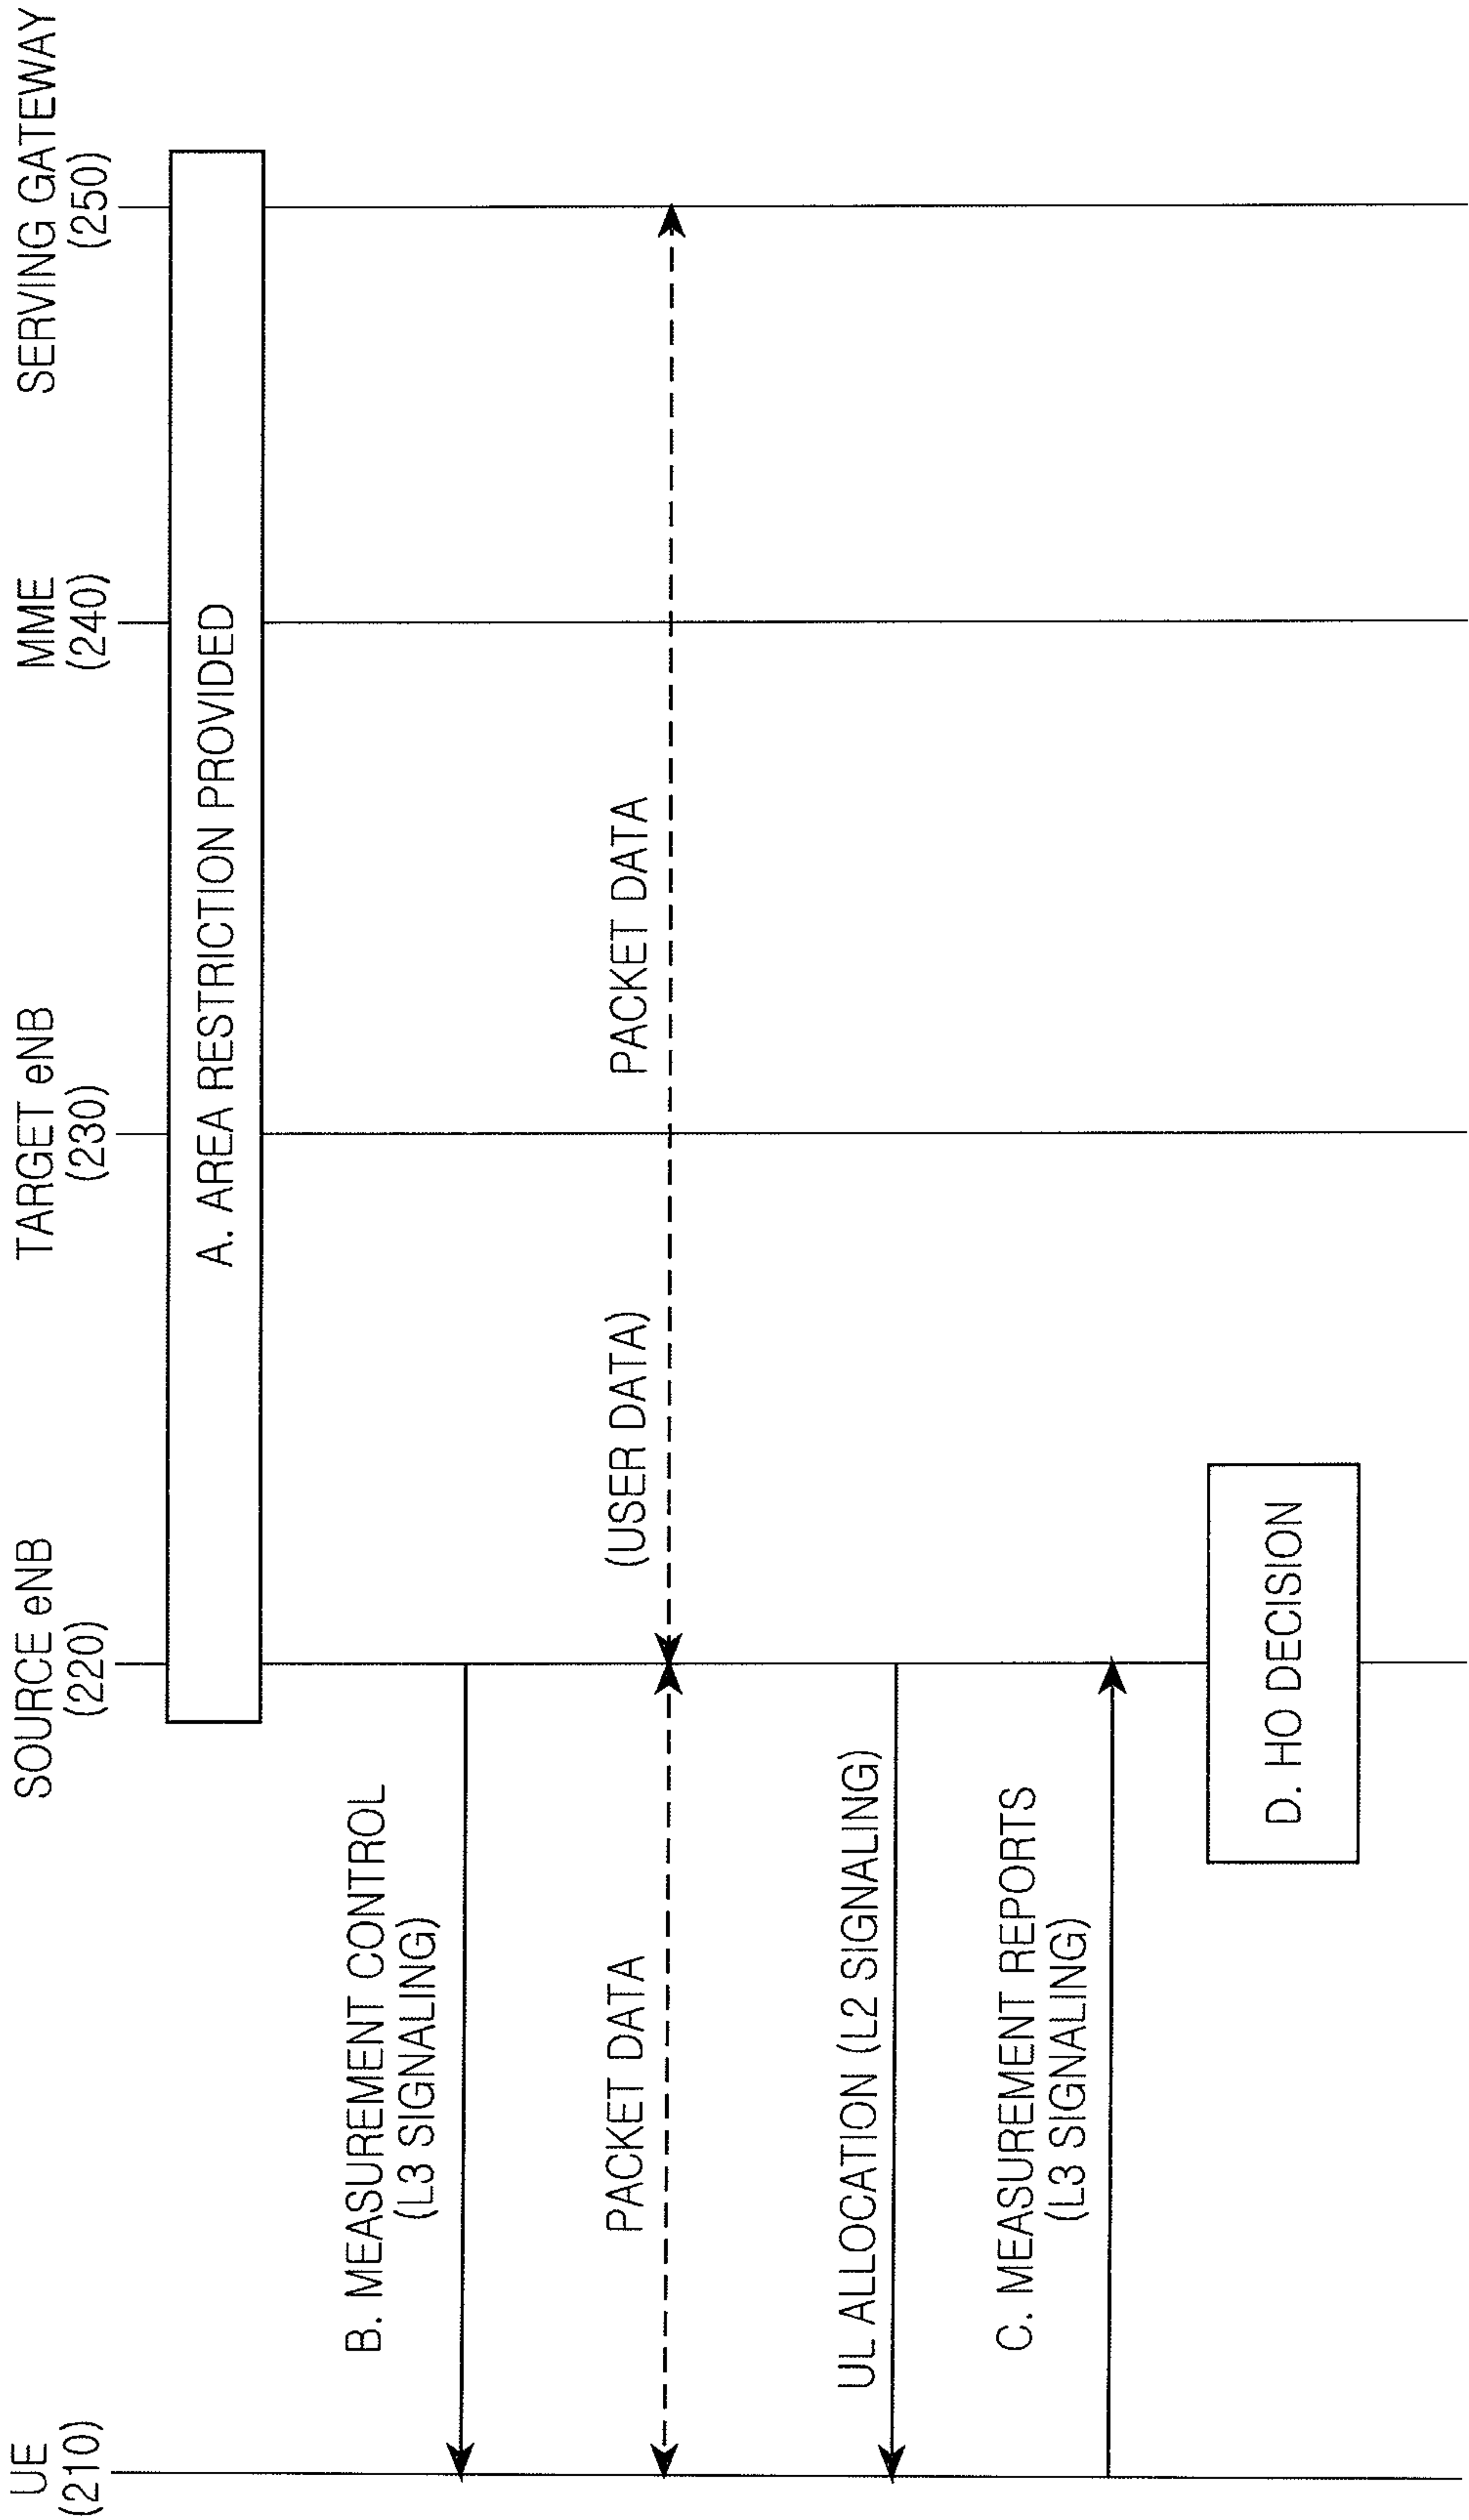 UE
(210)
SOURCE eNB
(220)
TARGET eNB
(230)
MME
(240)
SERVING GATEWAY
(250)
A. AREA RESTRICTION PROVIDED
B. MEASUREMENT CONTROL
(L3 SIGNALING)
PACKET DATA
(USER DATA)
PACKET DATA
UL ALLOCATION (L2 SIGNALING)
C. MEASUREMENT REPORTS
(L3 SIGNALING)
D. HO DECISION